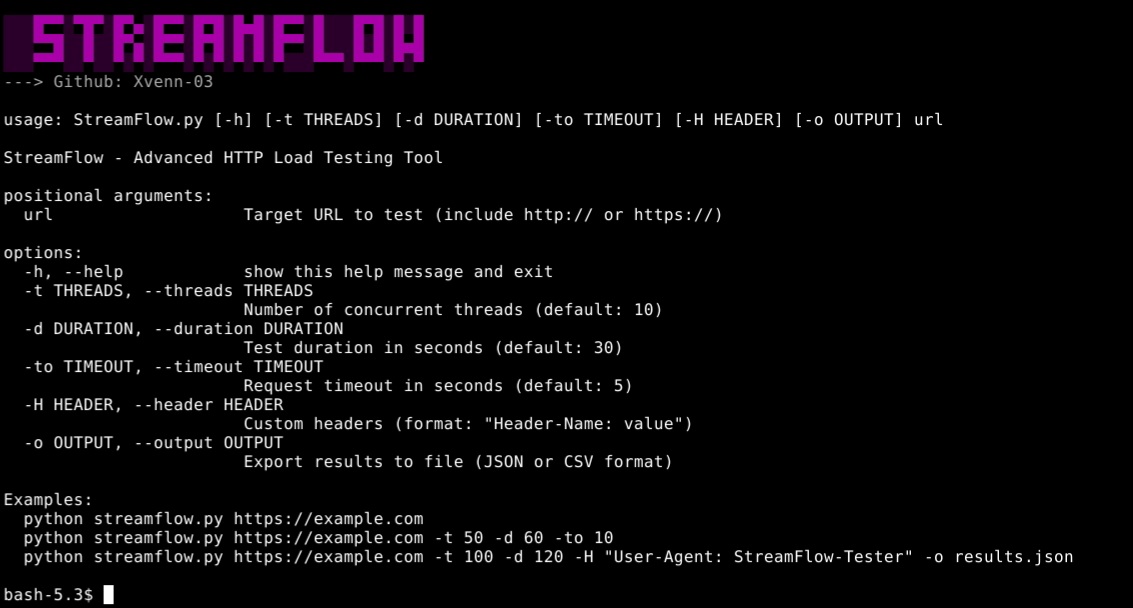 STREAMFLOW
---> Github: Xvenn-03
usage: StreamFlow.py [-h] [-t THREADS] [-d DURATION] [-to TIMEOUT] [-H HEADER] [-o OUTPUT] url
StreamFlow - Advanced HTTP Load Testing Tool
positional arguments:
  url                   Target URL to test (include http:// or https://)
options:
  -h, --help            show this help message and exit
  -t THREADS, --threads THREADS
                        Number of concurrent threads (default: 10)
  -d DURATION, --duration DURATION
                        Test duration in seconds (default: 30)
  -to TIMEOUT, --timeout TIMEOUT
                        Request timeout in seconds (default: 5)
  -H HEADER, --header HEADER
                        Custom headers (format: "Header-Name: value")
  -o OUTPUT, --output OUTPUT
                        Export results to file (JSON or CSV format)
Examples:
  python streamflow.py https://example.com
  python streamflow.py https://example.com -t 50 -d 60 -to 10
  python streamflow.py https://example.com -t 100 -d 120 -H "User-Agent: StreamFlow-Tester" -o results.json
bash-5.3$